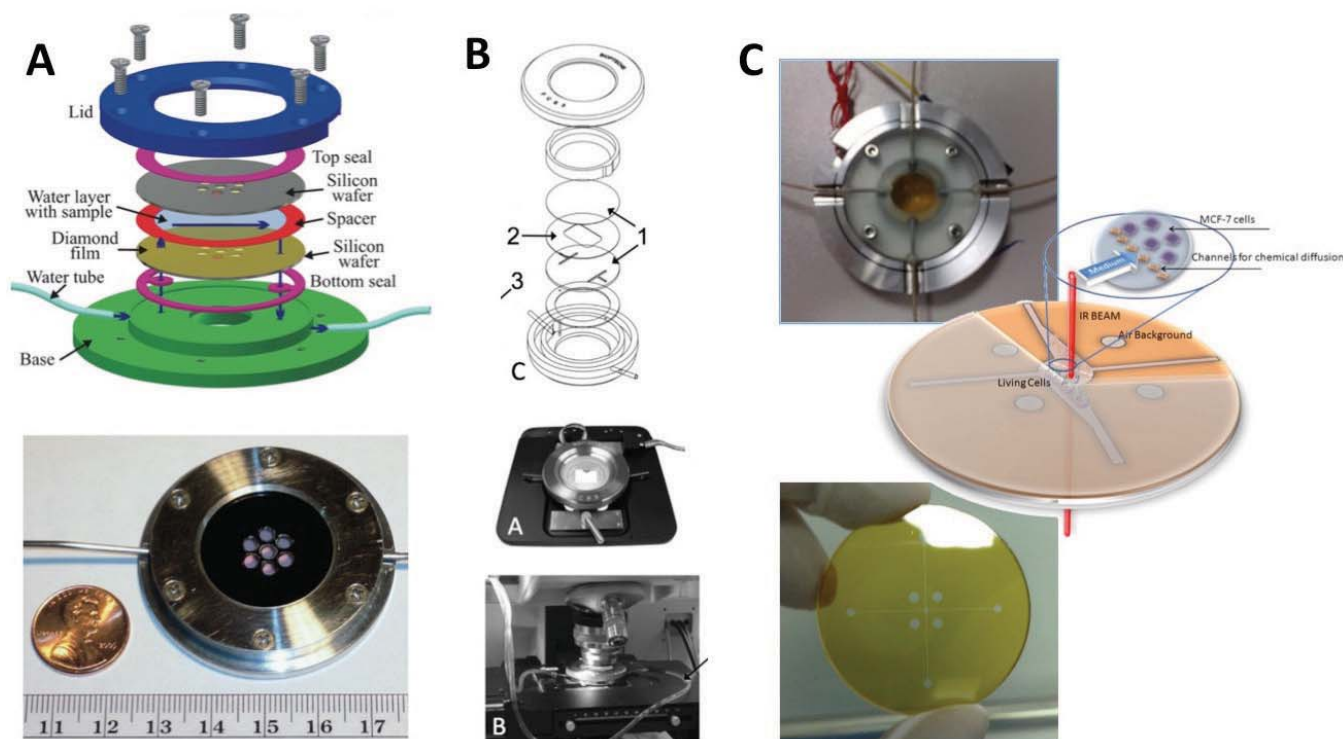 A
Lid
Top seal
Silicon
wafer
Water layer
with sample
Spacer
Diamond
film
Silicon
wafer
Water tube
Bottom seal
Base
11 12 13 14 15 16 17
B
2
1
3
C
A
B
C
MCF-7 cells
Channels for chemical diffusion
Medium
IR BEAM
Air Background
Living Cells